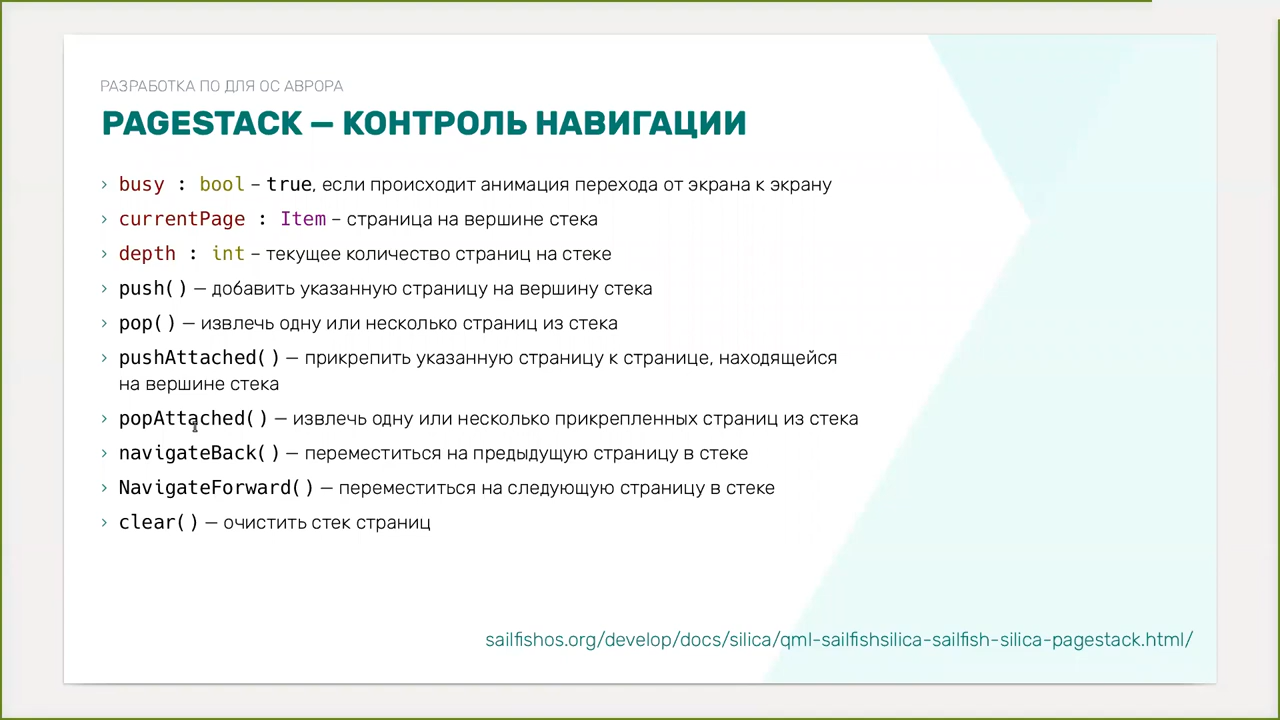 РАЗРАБОТКА ПО ДЛЯ ОС АВРОРА
PAGESTACK — КОНТРОЛЬ НАВИГАЦИИ
› busy : bool – true, если происходит анимация перехода от экрана к экрану
› currentPage : Item – страница на вершине стека
› depth : int – текущее количество страниц на стеке
› push() — добавить указанную страницу на вершину стека
› pop() — извлечь одну или несколько страниц из стека
› pushAttached() — прикрепить указанную страницу к странице, находящейся
на вершине стека
› popAttached() — извлечь одну или несколько прикрепленных страниц из стека
› navigateBack() — переместиться на предыдущую страницу в стеке
› NavigateForward() — переместиться на следующую страницу в стеке
› clear() — очистить стек страниц
sailfishos.org/develop/docs/silica/qml-sailfishsilica-sailfish-silica-pagestack.html/